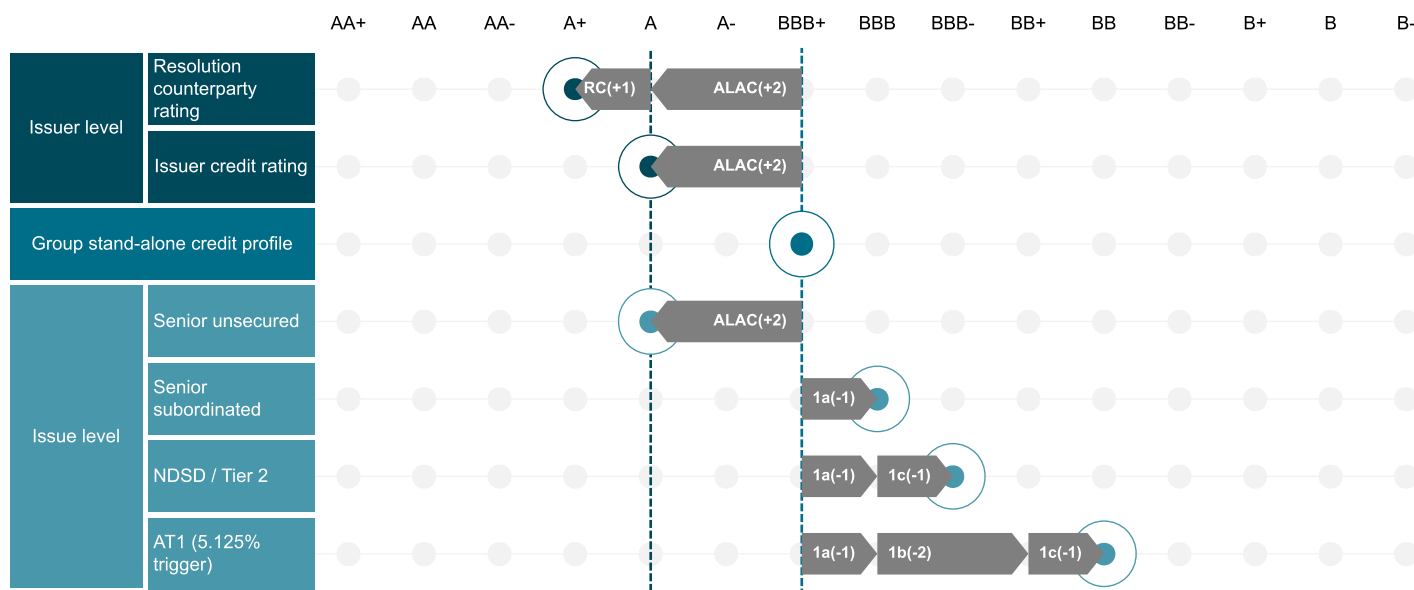 AA+ AA AA- A+ A A- BBB+ BBB BBB- BB+ BB BB- B+ B B-
Issuer level
Resolution
counterparty
rating
RC(+1) ALAC(+2)
Issuer credit rating
ALAC(+2)
Group stand-alone credit profile
Issue level
Senior unsecured
ALAC(+2)
Senior
subordinated
1a(-1)
NDSD / Tier 2
1a(-1) 1c(-1)
AT1 (5.125%
trigger)
1a(-1) 1b(-2) 1c(-1)